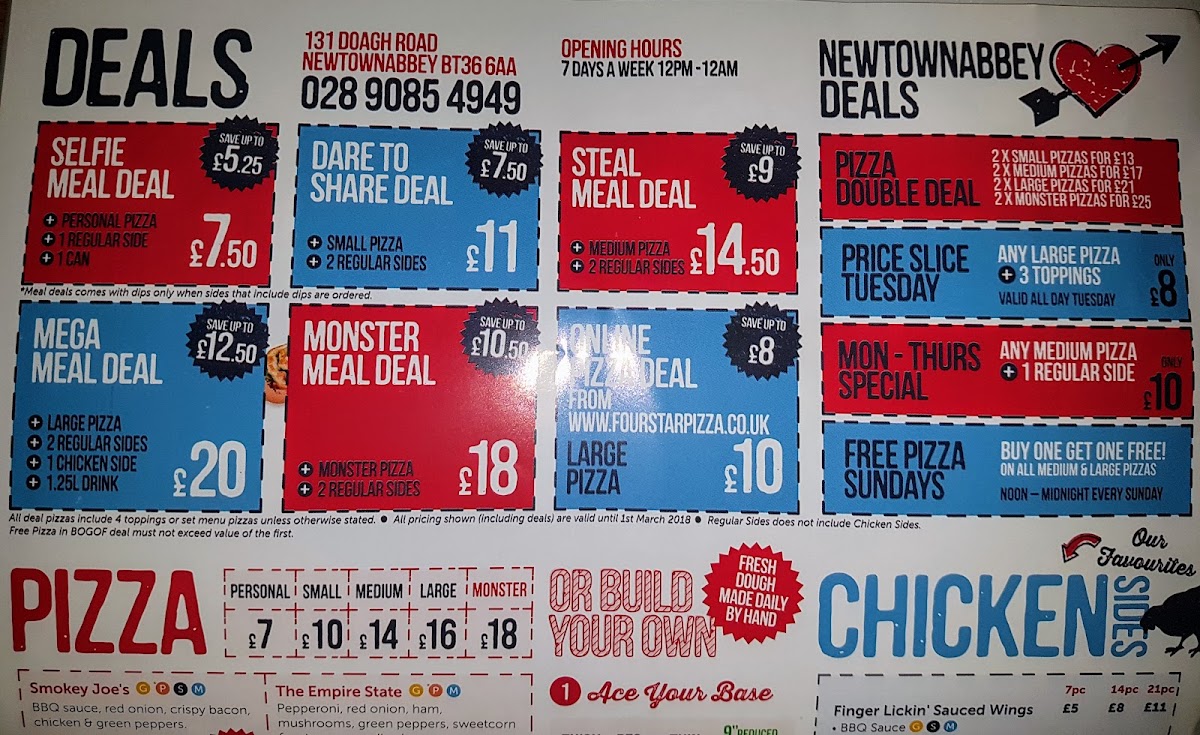 DEALS
131 DOAGH ROAD
NEWTOWNABBEY BT36 6AA
028 9085 4949
OPENING HOURS
7 DAYS A WEEK 12PM -12AM
NEWTOWNABBEY
DEALS
SELFIE
MEAL DEAL
SAVE UP TO
£5.25
+ PERSONAL PIZZA
+ 1 REGULAR SIDE
+ 1 CAN
£7.50
DARE TO
SHARE DEAL
SAVE UP TO
£7.50
+ SMALL PIZZA
+ 2 REGULAR SIDES
£11
STEAL
MEAL DEAL
SAVE UP TO
£9
+ MEDIUM PIZZA
+ 2 REGULAR SIDES
£14.50
*Meal deals comes with dips only when sides that include dips are ordered.
MEGA
MEAL DEAL
SAVE UP TO
£12.50
+ LARGE PIZZA
+ 2 REGULAR SIDES
+ 1 CHICKEN SIDE
+ 1.25L DRINK
£20
MONSTER
MEAL DEAL
SAVE UP TO
£10.50
+ MONSTER PIZZA
+ 2 REGULAR SIDES
£18
ONLINE
PIZZA DEAL
FROM
WWW.FOURSTARPIZZA.CO.UK
SAVE UP TO
£8
LARGE
PIZZA
£10
PIZZA
DOUBLE DEAL
2 X SMALL PIZZAS FOR £13
2 X MEDIUM PIZZAS FOR £17
2 X LARGE PIZZAS FOR £21
2 X MONSTER PIZZAS FOR £25
PRICE SLICE
TUESDAY
ANY LARGE PIZZA
+ 3 TOPPINGS
VALID ALL DAY TUESDAY
ONLY
£8
MON - THURS
SPECIAL
ANY MEDIUM PIZZA
+ 1 REGULAR SIDE
ONLY
£10
FREE PIZZA
SUNDAYS
BUY ONE GET ONE FREE!
ON ALL MEDIUM & LARGE PIZZAS
NOON – MIDNIGHT EVERY SUNDAY
All deal pizzas include 4 toppings or set menu pizzas unless otherwise stated. ● All pricing shown (including deals) are valid until 1st March 2018 ● Regular Sides does not include Chicken Sides.
Free Pizza in BOGOF deal must not exceed value of the first.
PIZZA
PERSONAL SMALL MEDIUM LARGE MONSTER
£7 £10 £14 £16 £18
Smokey Joe's G P S M
BBQ sauce, red onion, crispy bacon,
chicken & green peppers.
The Empire State G P M
Pepperoni, red onion, ham,
mushrooms, green peppers, sweetcorn
OR BUILD
YOUR OWN
FRESH
DOUGH
MADE DAILY
BY HAND
1 Ace Your Base
9" REDUCED
Our
Favourites
CHICKEN
SIDES
7pc 14pc 21pc
Finger Lickin' Sauced Wings £5 £8 £11
• BBQ Sauce G S M